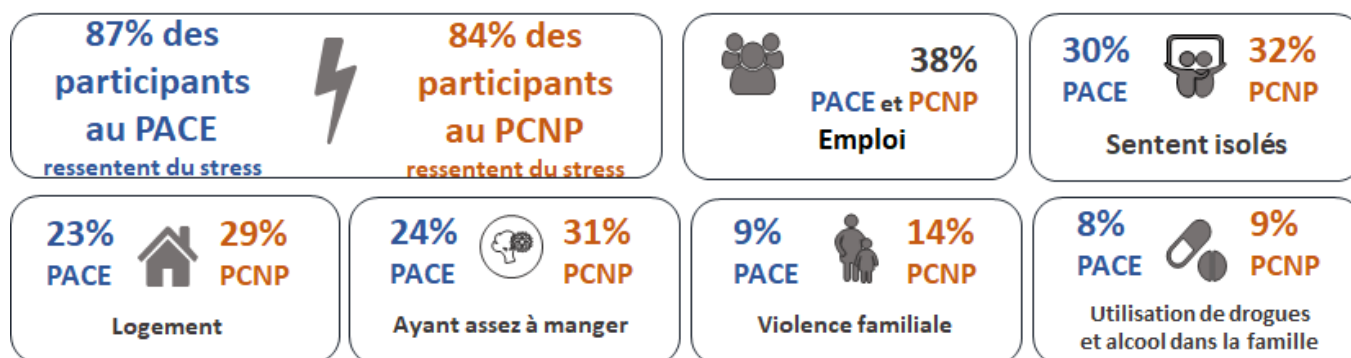 87% des
participants
au PACE
ressentent du stress
84% des
participants
au PCNP
ressentent du stress
38%
PACE et PCNP
Emploi
30%
PACE
32%
PCNP
Sentent isolés
23%
PACE
29%
PCNP
Logement
24%
PACE
31%
PCNP
Ayant assez à manger
9%
PACE
14%
PCNP
Violence familiale
8%
PACE
9%
PCNP
Utilisation de drogues
et alcool dans la famille